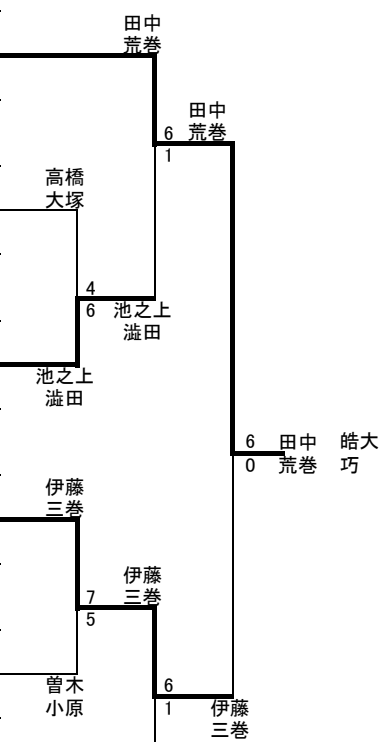 田中
荒巻
田中
荒巻
6
1
高橋
大塚
4
6
池之上
澁田
池之上
澁田
6
0
田中 皓大
荒巻 巧
伊藤
三巻
伊藤
三巻
7
5
曽木
小原
6
1
伊藤
三巻